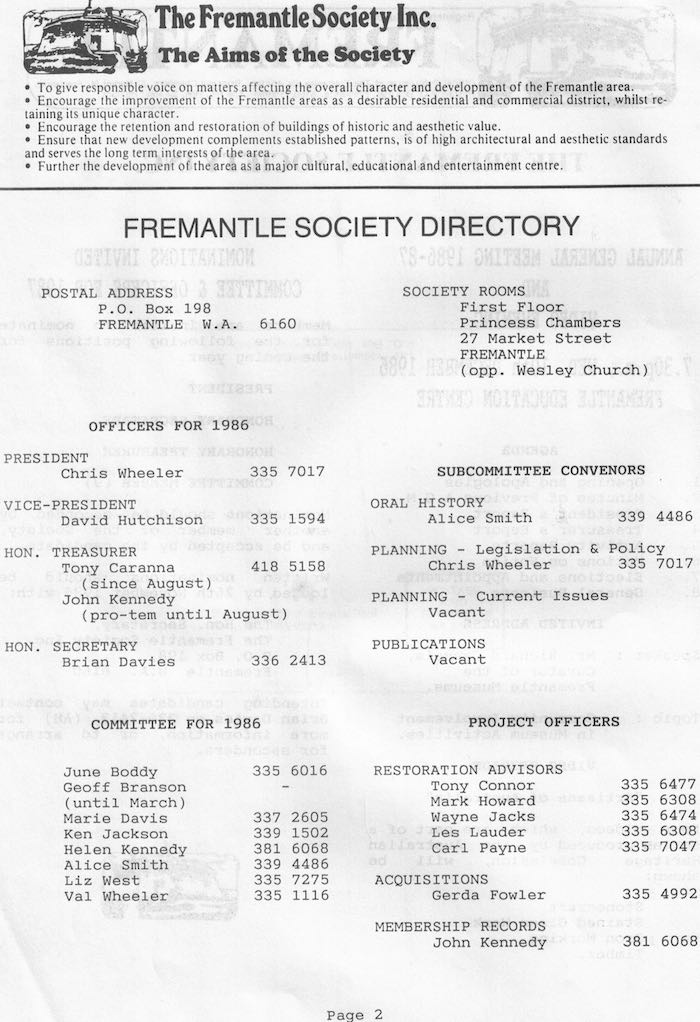 The Fremantle Society Inc.
The Aims of the Society
• To give responsible voice on matters affecting the overall character and development of the Fremantle area.
• Encourage the improvement of the Fremantle areas as a desirable residential and commercial district, whilst re-
taining its unique character.
• Encourage the retention and restoration of buildings of historic and aesthetic value.
• Ensure that new development complements established patterns, is of high architectural and aesthetic standards
and serves the long term interests of the area.
• Further the development of the area as a major cultural, educational and entertainment centre.
FREMANTLE SOCIETY DIRECTORY
POSTAL ADDRESS
P.O. Box 198
FREMANTLE W.A. 6160
SOCIETY ROOMS
First Floor
Princess Chambers
27 Market Street
FREMANTLE
(opp. Wesley Church)
OFFICERS FOR 1986
PRESIDENT
Chris Wheeler 335 7017
VICE-PRESIDENT
David Hutchison 335 1594
HON. TREASURER
Tony Caranna 418 5158
(since August)
John Kennedy
(pro-tem until August)
HON. SECRETARY
Brian Davies 336 2413
COMMITTEE FOR 1986
June Boddy 335 6016
Geoff Branson -
(until March)
Marie Davis 337 2605
Ken Jackson 339 1502
Helen Kennedy 381 6068
Alice Smith 339 4486
Liz West 335 7275
Val Wheeler 335 1116
SUBCOMMITTEE CONVENORS
ORAL HISTORY
Alice Smith 339 4486
PLANNING - Legislation & Policy
Chris Wheeler 335 7017
PLANNING - Current Issues
Vacant
PUBLICATIONS
Vacant
PROJECT OFFICERS
RESTORATION ADVISORS
Tony Connor 335 6477
Mark Howard 335 6308
Wayne Jacks 335 6474
Les Lauder 335 6308
Carl Payne 335 7047
ACQUISITIONS
Gerda Fowler 335 4992
MEMBERSHIP RECORDS
John Kennedy 381 6068
Page 2